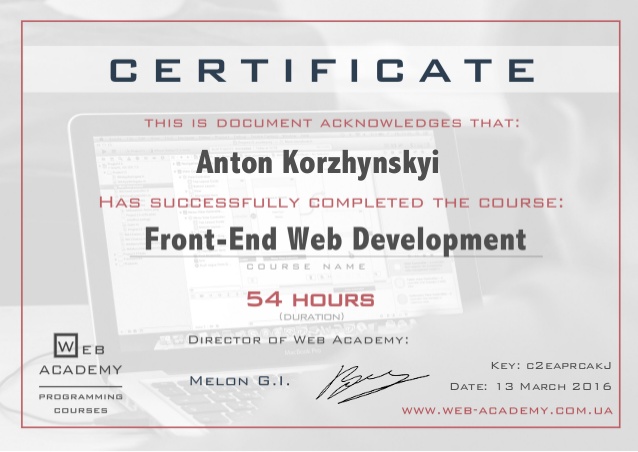 CERTIFICATE
THIS IS DOCUMENT ACKNOWLEDGES THAT:
Anton Korzhynskyi
HAS SUCCESSFULLY COMPLETED THE COURSE:
Front-End Web Development
COURSE NAME
54 HOURS
(DURATION)
DIRECTOR OF WEB ACADEMY:
MELON G.I.
WEB
ACADEMY
PROGRAMMING
COURSES
KEY: C2EAPRCAKJ
DATE: 13 MARCH 2016
WWW.WEB-ACADEMY.COM.UA